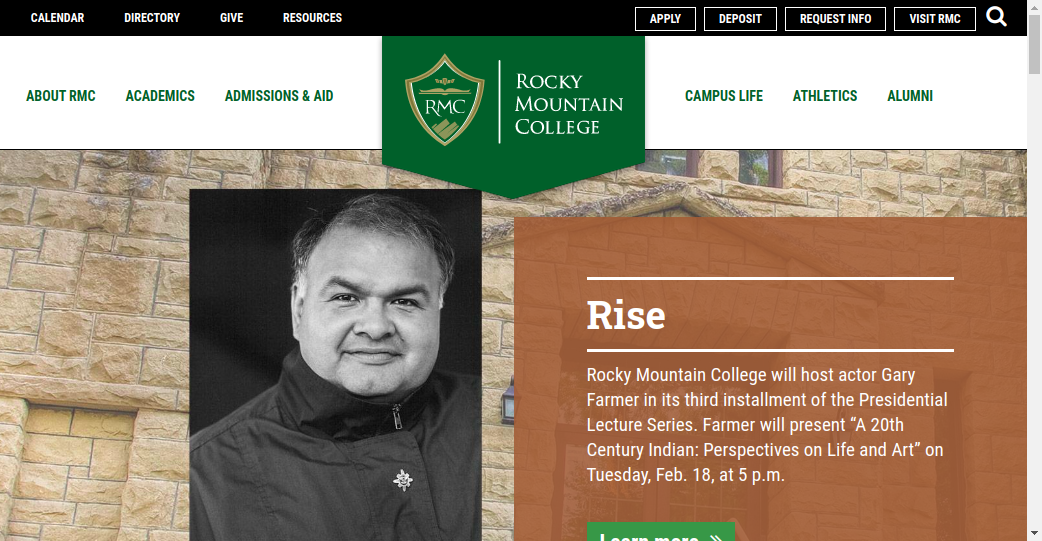 CALENDAR DIRECTORY GIVE RESOURCES APPLY DEPOSIT REQUEST INFO VISIT RMC
ABOUT RMC ACADEMICS ADMISSIONS & AID
RMC
ROCKY
MOUNTAIN
COLLEGE
CAMPUS LIFE ATHLETICS ALUMNI
Rise
Rocky Mountain College will host actor Gary
Farmer in its third installment of the Presidential
Lecture Series. Farmer will present “A 20th
Century Indian: Perspectives on Life and Art” on
Tuesday, Feb. 18, at 5 p.m.
Learn more »